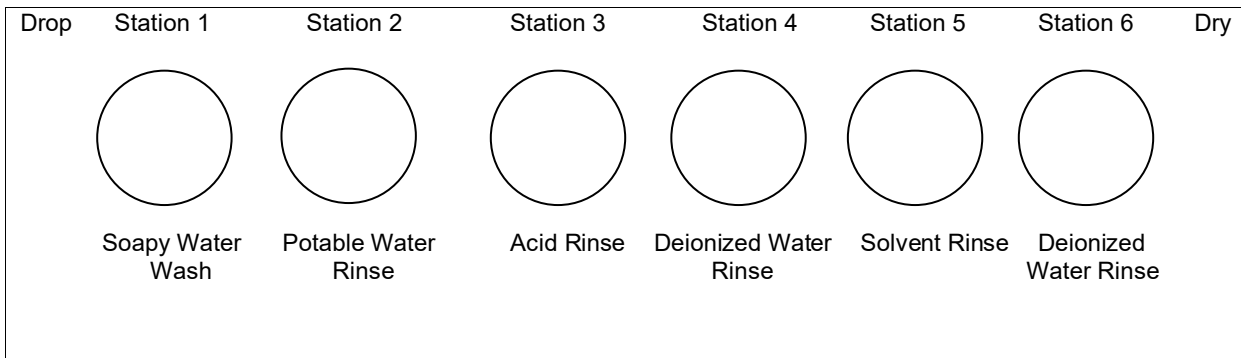 Drop Station 1 Station 2 Station 3 Station 4 Station 5 Station 6 Dry
Soapy Water Wash
Potable Water Rinse
Acid Rinse
Deionized Water Rinse
Solvent Rinse
Deionized Water Rinse